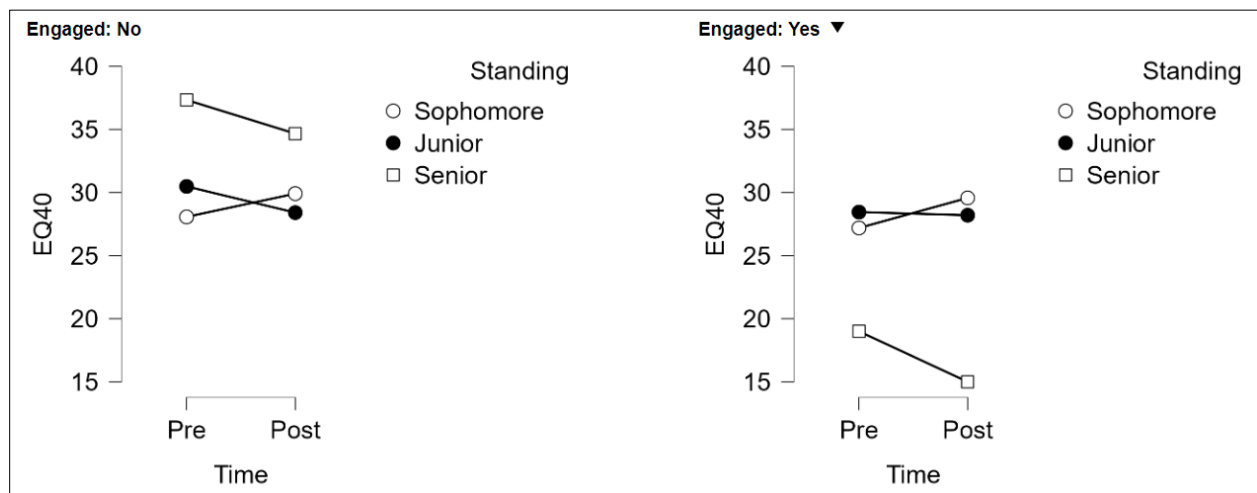 Engaged: No
Standing
Sophomore
Junior
Senior
40
35
30
25
20
15
EQ40
Pre
Post
Time
Engaged: Yes ▼
Standing
Sophomore
Junior
Senior
40
35
30
25
20
15
EQ40
Pre
Post
Time